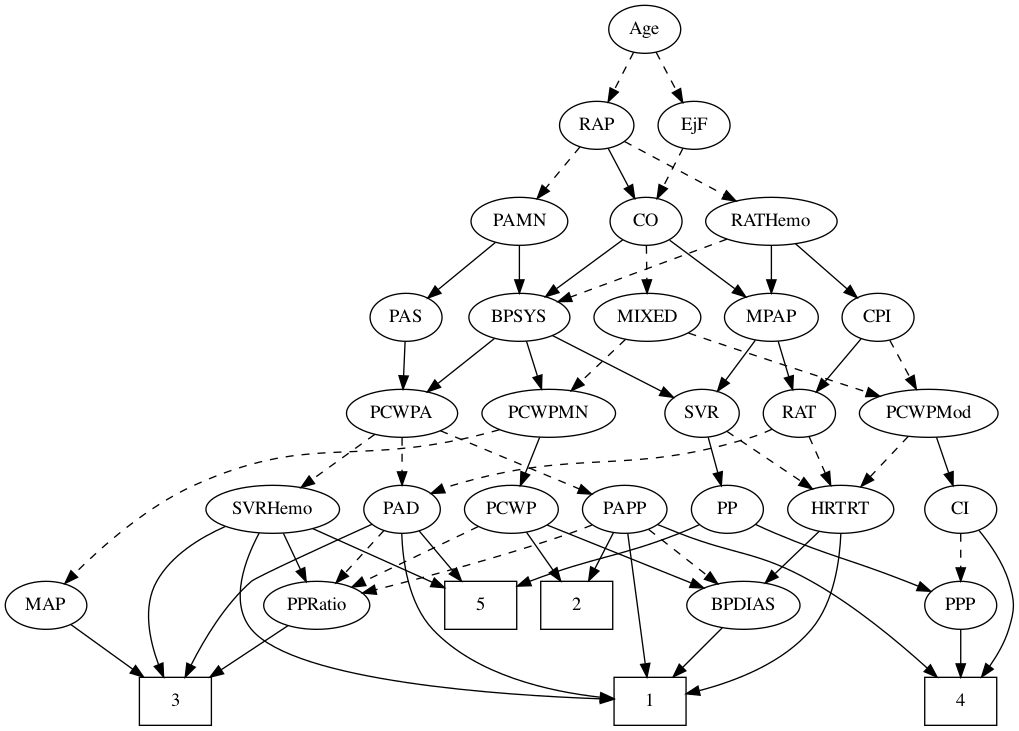 Age
RAP
EjF
PAMN
CO
RATHemo
PAS
BPSYS
MIXED
MPAP
CPI
PCWPA
PCWPMN
SVR
RAT
PCWPMod
SVRHemo
PAD
PCWP
PAPP
PP
HRTRT
CI
MAP
PPRatio
5
2
BPDIAS
PPP
3
1
4